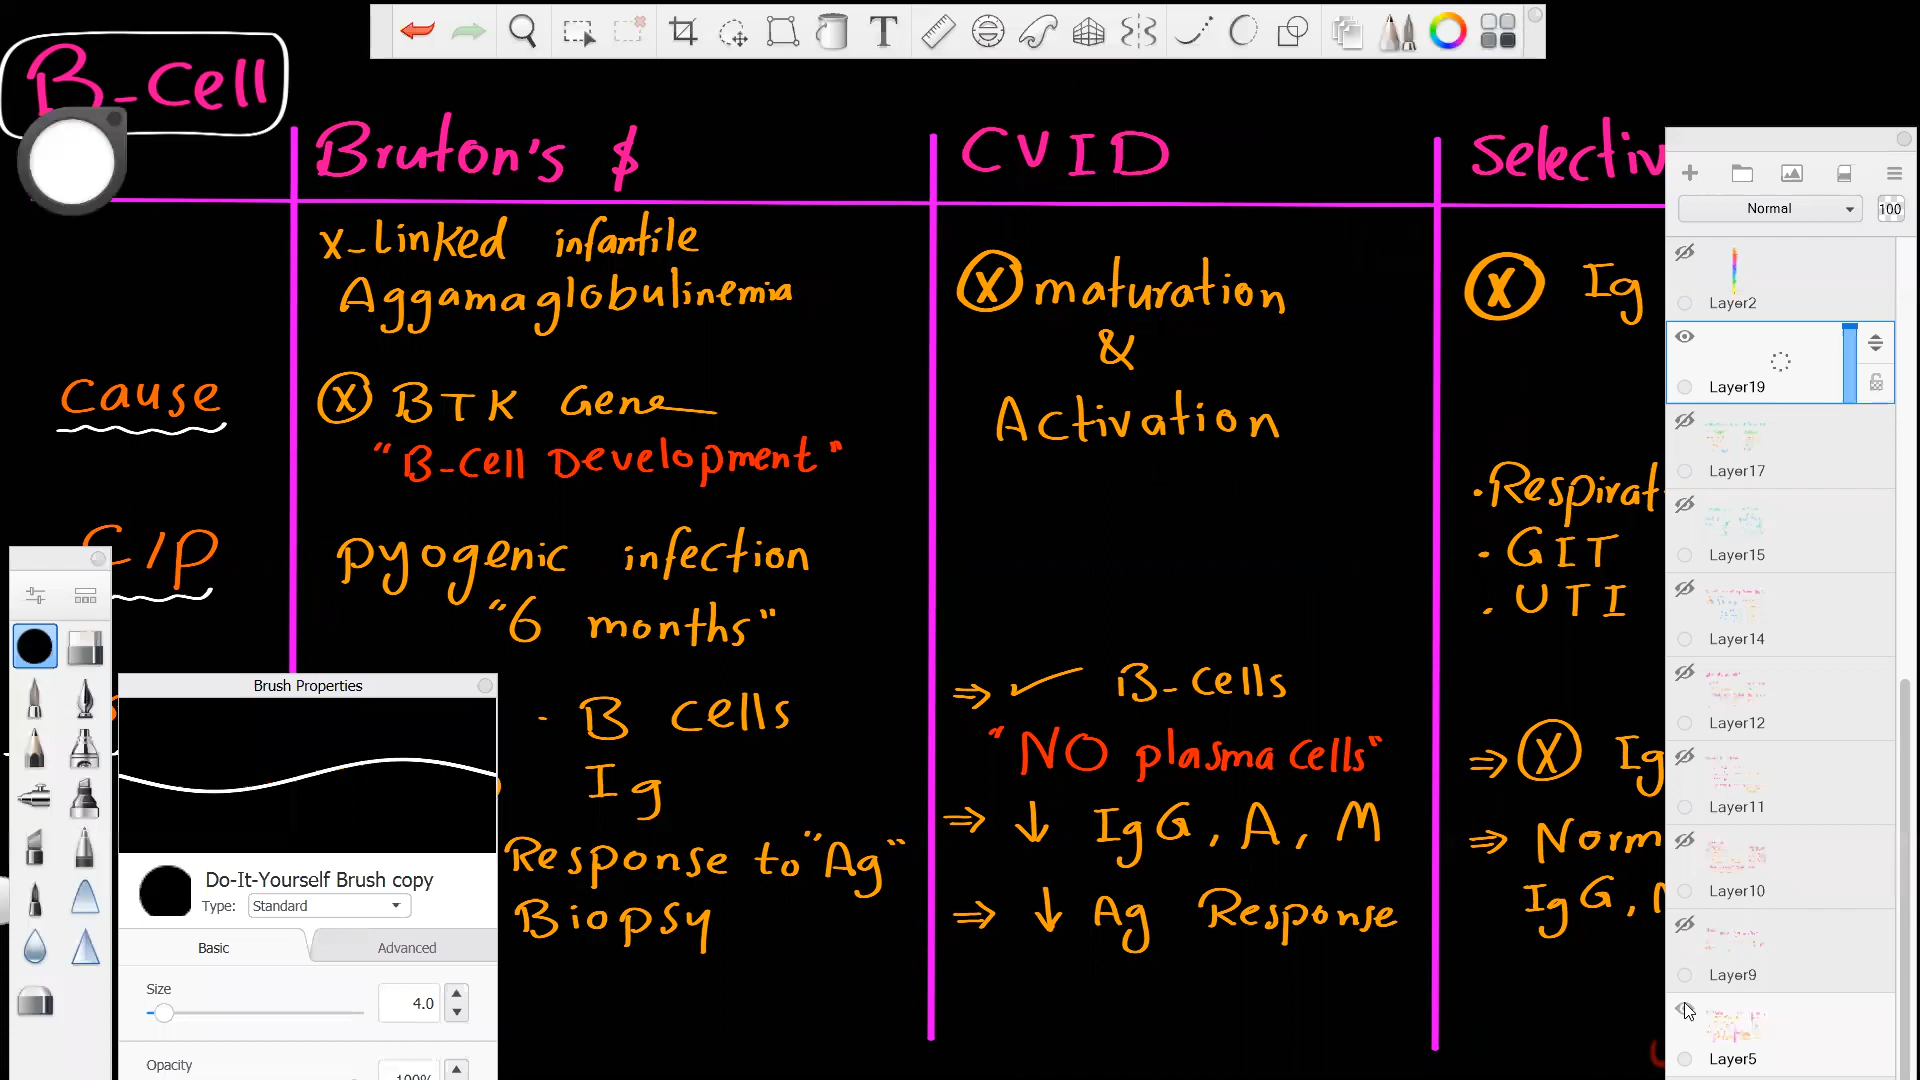 B-Cell
Bruton's $
CVID
Selectiv
X-Linked infantile
Aggamaglobulinemia
Cause
X BTK Gene
"B-Cell Development"
X maturation
&
Activation
X Ig
C/P
pyogenic infection
"6 months"
.Respirat
. GIT
. UTI
- B cells
Ig
Response to "Ag"
Biopsy
⇒ ✓ B-cells
"NO plasma cells"
⇒ ↓ IgG, A, M
⇒ ↓ Ag Response
⇒ X Ig
⇒ Norm
IgG,
Brush Properties
Do-It-Yourself Brush copy
Type: Standard
Basic Advanced
Size
4.0
Opacity
100%
Normal 100
Layer2
Layer19
Layer17
Layer15
Layer14
Layer12
Layer11
Layer10
Layer9
Layer5